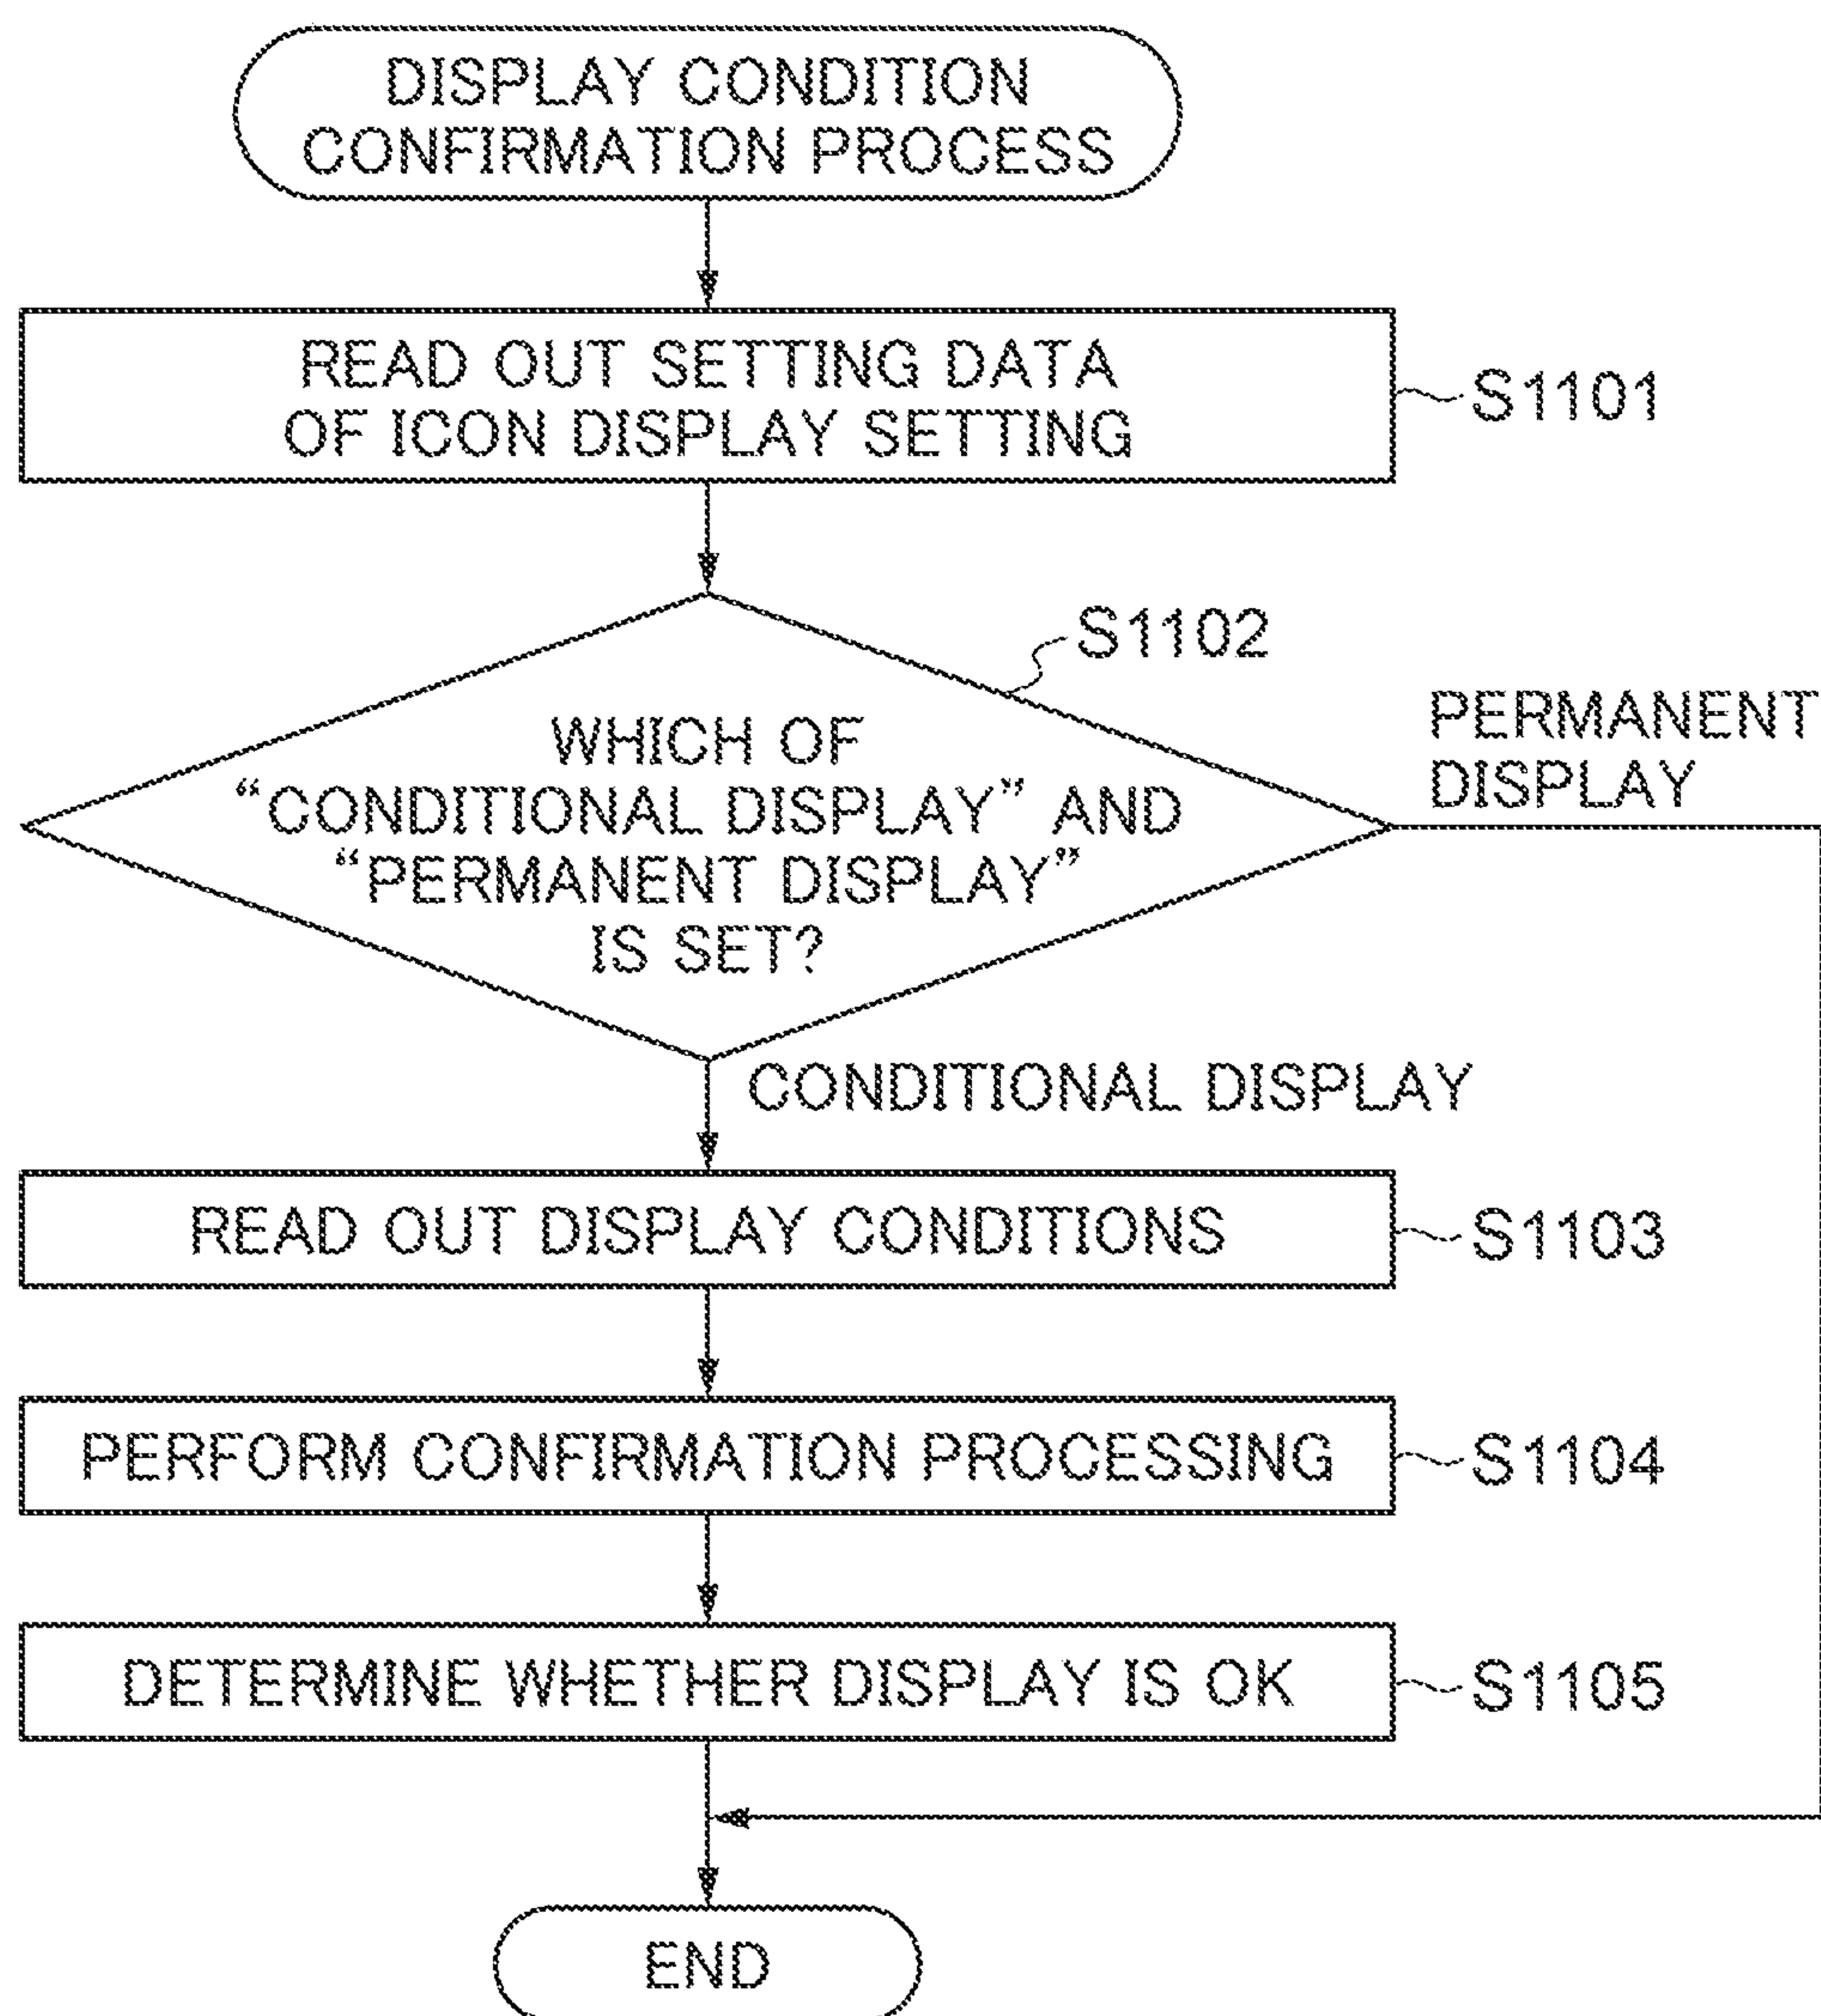 DISPLAY CONDITION
CONFIRMATION PROCESS
READ OUT SETTING DATA
OF ICON DISPLAY SETTING
S1101
S1102
WHICH OF
“CONDITIONAL DISPLAY” AND
“PERMANENT DISPLAY”
IS SET?
PERMANENT
DISPLAY
CONDITIONAL DISPLAY
READ OUT DISPLAY CONDITIONS
S1103
PERFORM CONFIRMATION PROCESSING
S1104
DETERMINE WHETHER DISPLAY IS OK
S1105
END